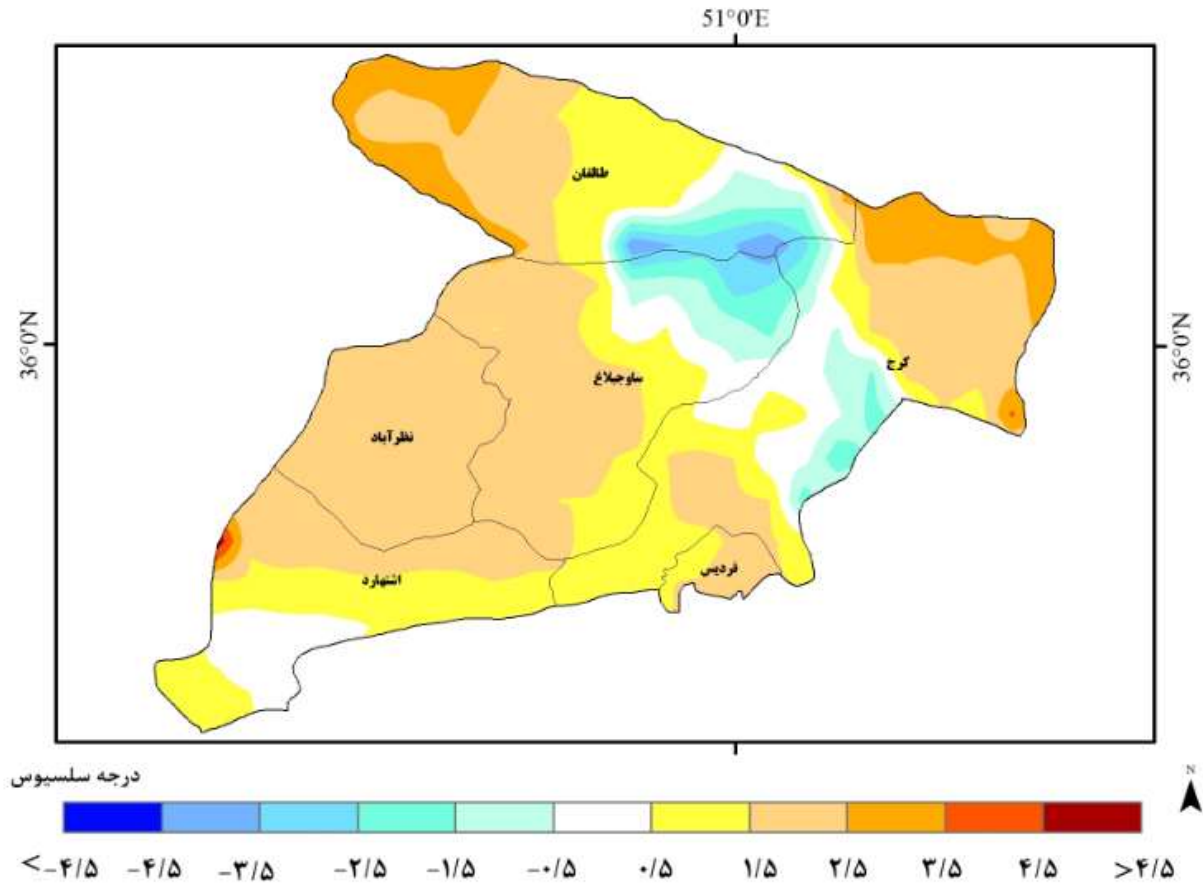 51°0'E
36°0'N
36°0'N
طالقان
کرج
ساوجبلاغ
نظرآباد
اشتهارد
فردیس
درجه سلسیوس
N
<-۴/۵ -۴/۵ -۳/۵ -۲/۵ -۱/۵ -۰/۵ ۰/۵ ۱/۵ ۲/۵ ۳/۵ ۴/۵ >۴/۵